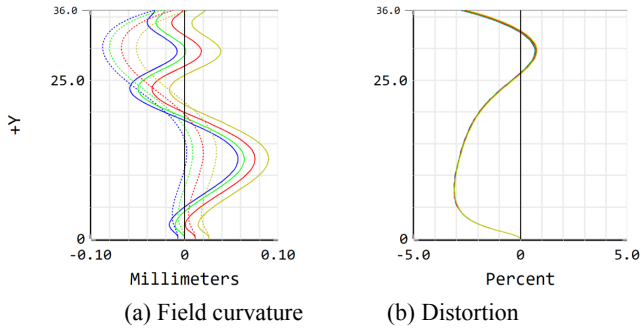 36.0 36.0
25.0 25.0
+Y
0 0
-0.10 0 0.10 -5.0 0 5.0
Millimeters Percent
(a) Field curvature (b) Distortion